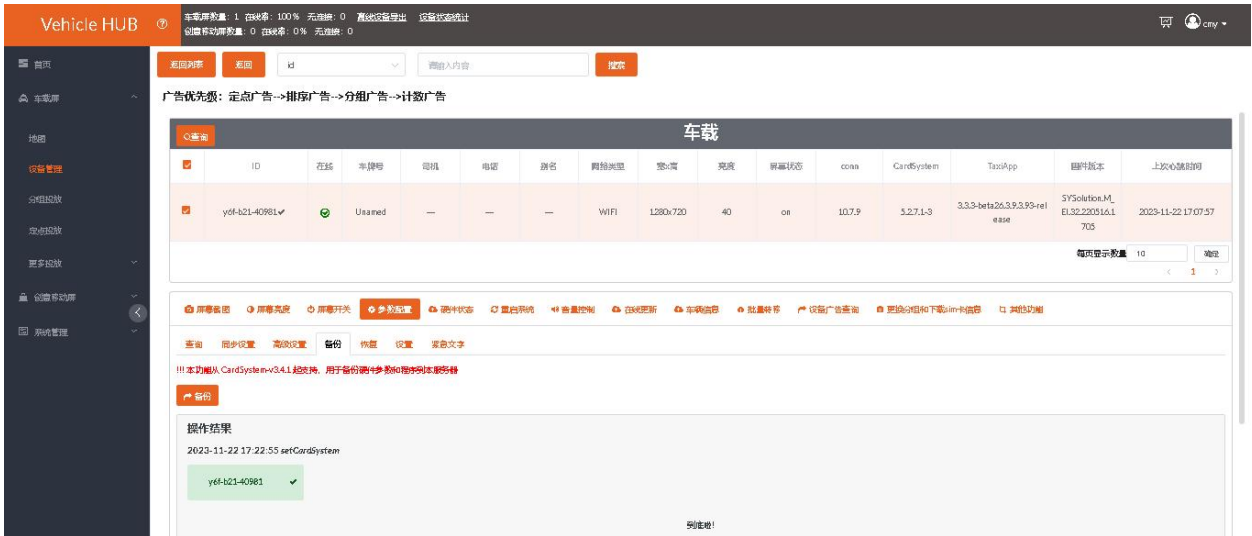 Vehicle HUB
车载屏数量: 1 在线率: 100% 无连接: 0 离线设备导出 设备状态统计
创意移动屏数量: 0 在线率: 0% 无连接: 0
cmy
首页
车载屏
地图
设备管理
分组投放
定点投放
更多投放
创意移动屏
系统管理
返回列表 返回 id 请输入内容 搜索
广告优先级: 定点广告-->排序广告-->分组广告-->计数广告
查询 车载
ID 在线 车牌号 司机 电话 别名 网络类型 宽x高 亮度 屏幕状态 conn CardSystem TaxiApp 固件版本 上次心跳时间
y6f-b21-40981 Unamed — — — WIFI 1280x720 40 on 10.7.9 5.2.7.1-3 3.3.3-beta26.3.9.3.93-release SYSolution.M_EI.32.220516.1705 2023-11-22 17:07:57
每页显示数量 10 确定
1
屏幕截图 屏幕亮度 屏幕开关 参数配置 硬件状态 重启系统 音量控制 在线更新 车辆信息 批量转移 设备广告查询 更换分组和下载sim卡信息 其他功能
查询 同步设置 高级设置 备份 恢复 设置 紧急文字
!!! 本功能从 CardSystem-v3.4.1 起支持，用于备份硬件参数和程序到本服务器
备份
操作结果
2023-11-22 17:22:55 setCardSystem
y6f-b21-40981
到底啦!